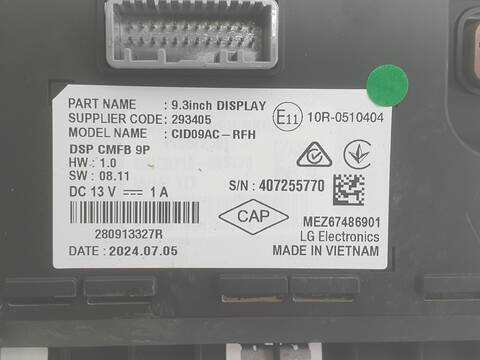 PART NAME : 9.3inch DISPLAY
SUPPLIER CODE : 293405
MODEL NAME : CID09AC-RFH
DSP CMFB 9P
HW : 1.0
SW : 08.11
DC 13 V ⎓ 1 A
280913327R
DATE : 2024.07.05
E11 10R-0510404
S/N : 407255770
CAP
MEZ67486901
LG Electronics
MADE IN VIETNAM